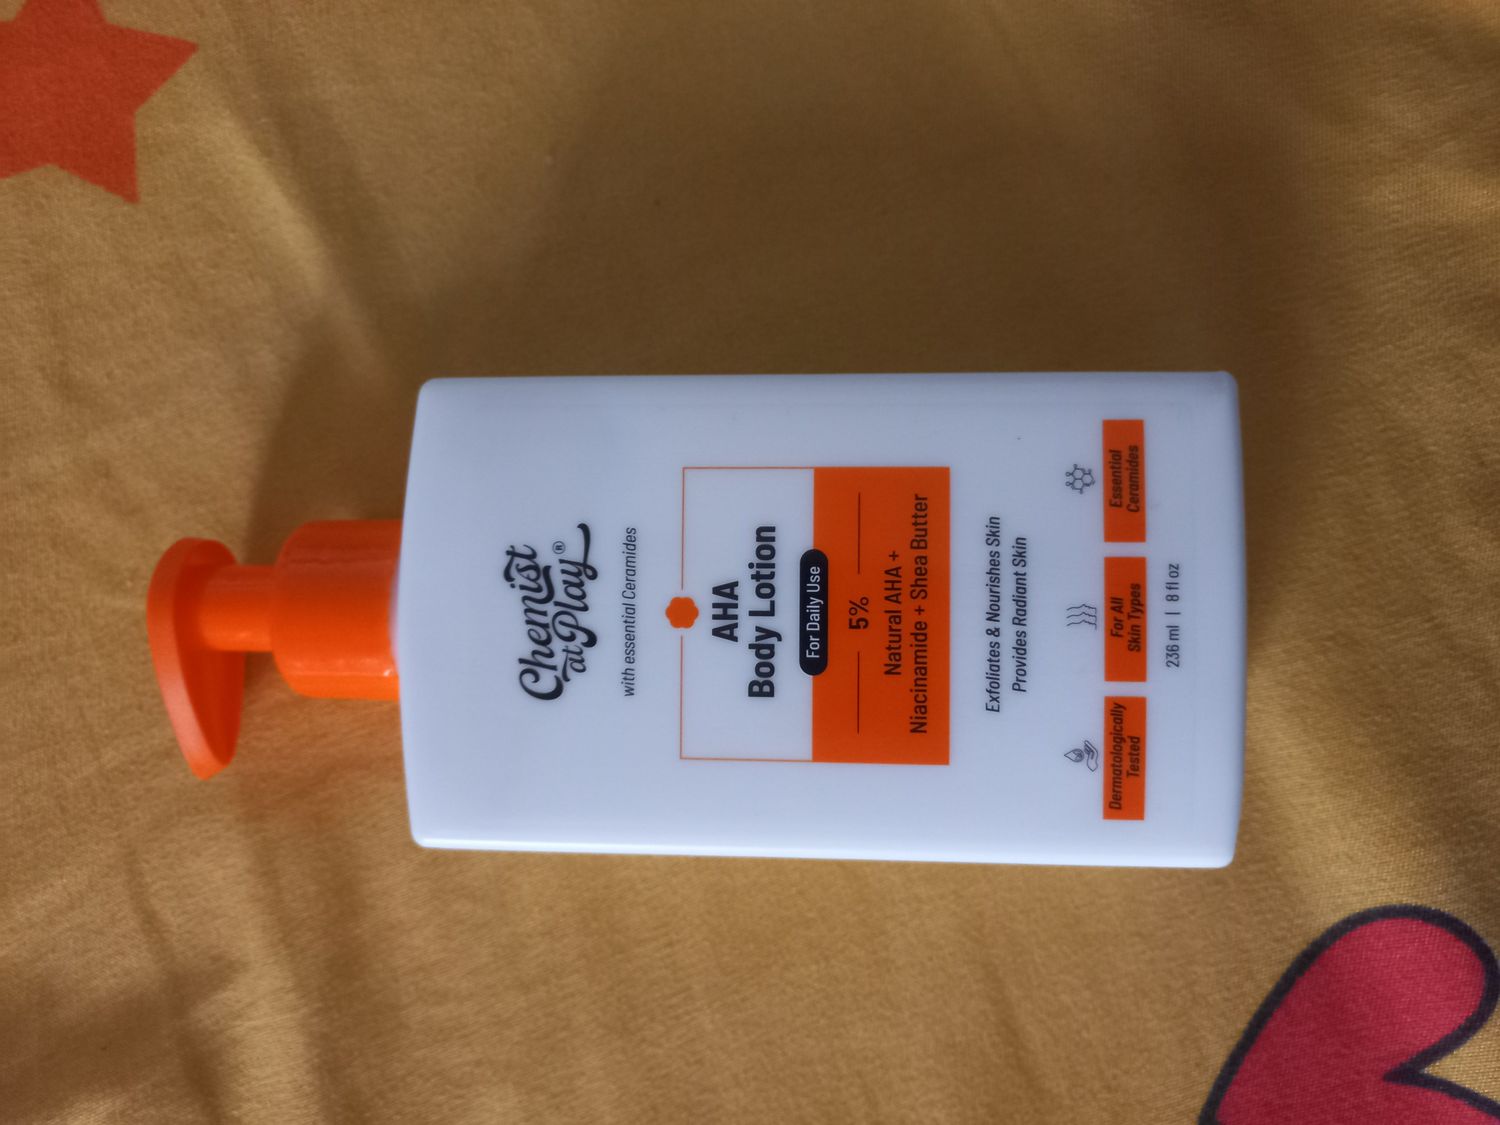 Chemist
at Play®
with essential Ceramides
AHA
Body Lotion
For Daily Use
5%
Natural AHA +
Niacinamide + Shea Butter
Exfoliates & Nourishes Skin
Provides Radiant Skin
Dermatologically
Tested
For All
Skin Types
Essential
Ceramides
236 ml | 8 fl oz